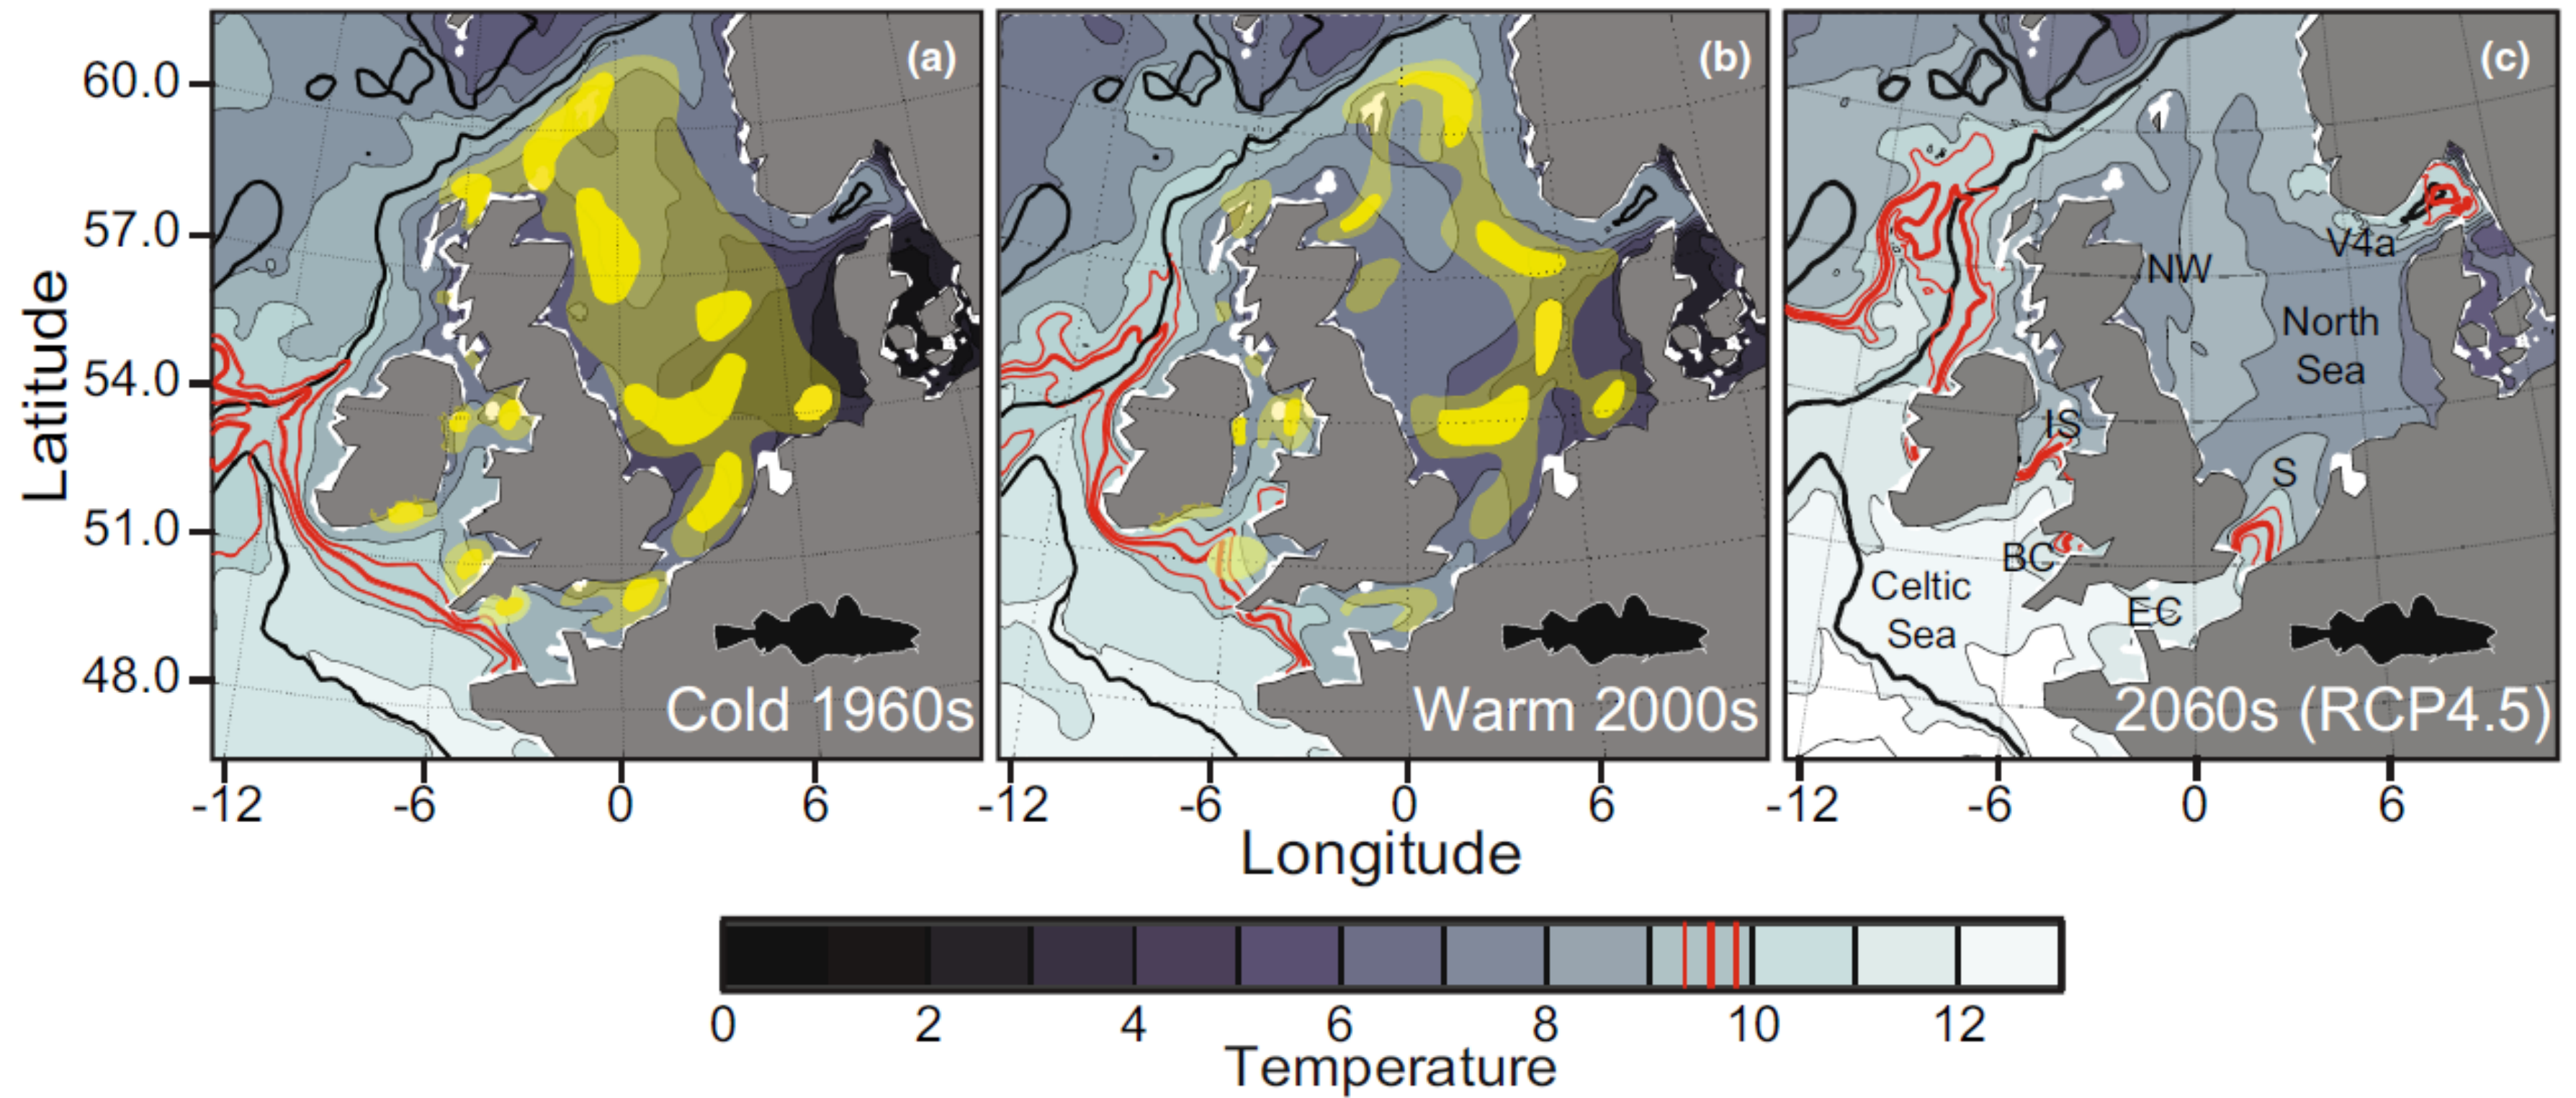 (a)
(b)
(c)
60.0
57.0
54.0
51.0
48.0
Latitude
V4a
NW
North
Sea
IS
S
BC
Celtic
Sea
EC
Cold 1960s
Warm 2000s
2060s (RCP4.5)
-12 -6 0 6
-12 -6 0 6
-12 -6 0 6
Longitude
0 2 4 6 8 10 12
Temperature